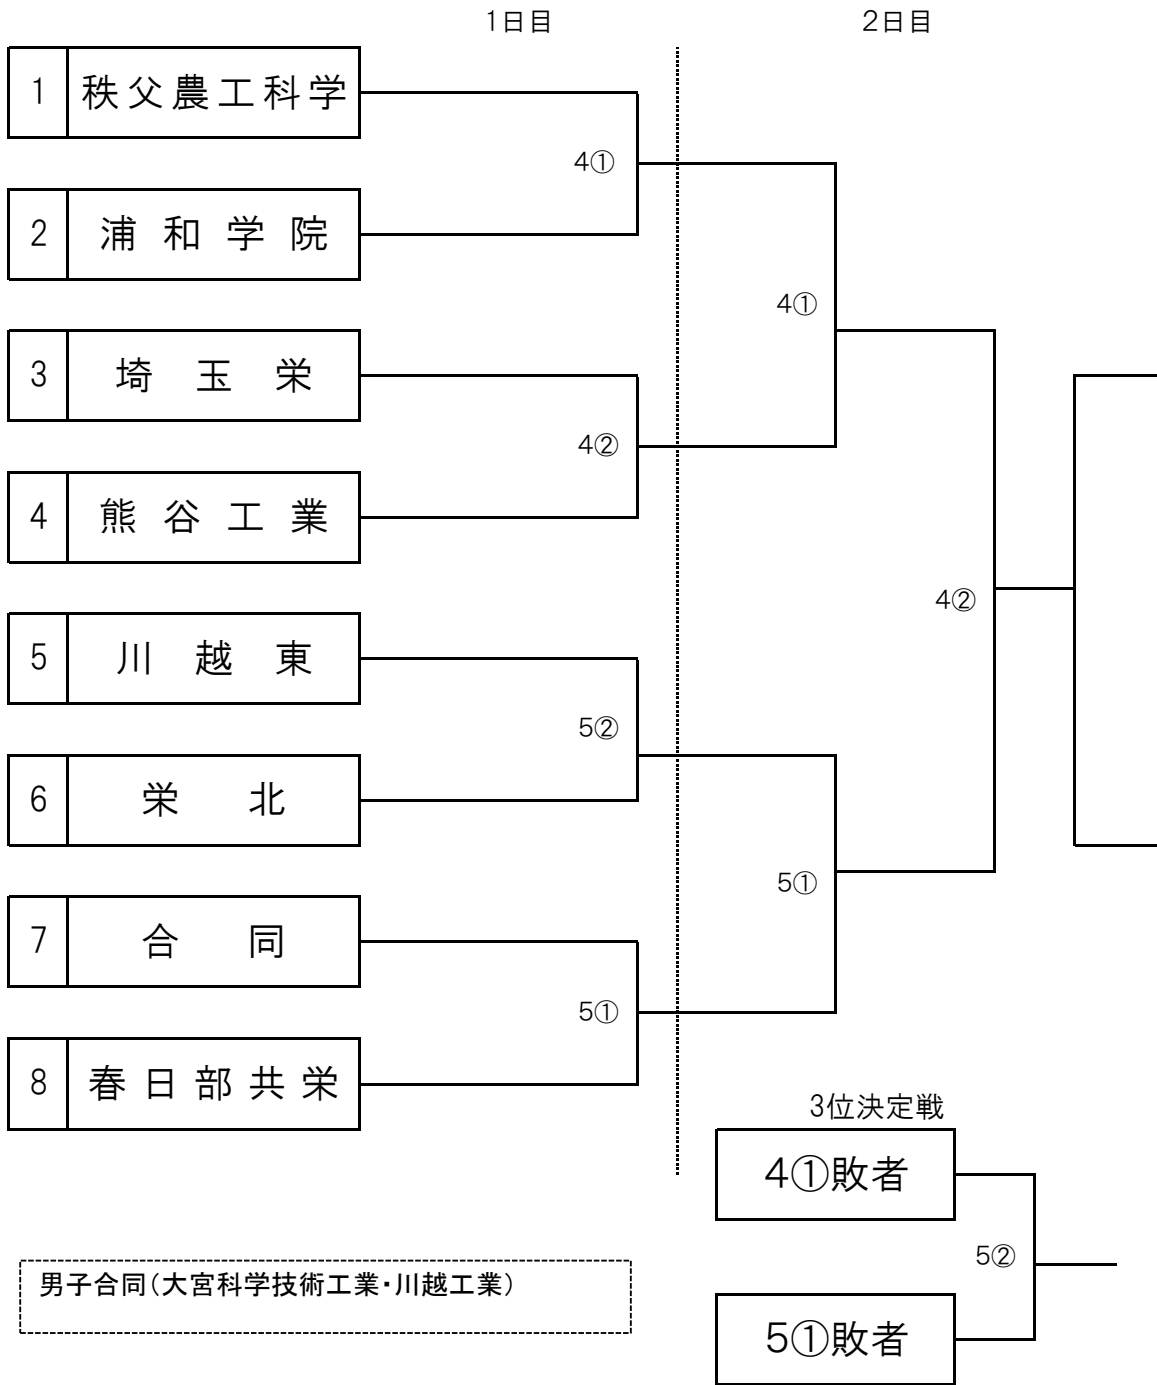 1日目
2日目
1 秩父農工科学
4①
2 浦和学院
4①
3 埼玉栄
4②
4 熊谷工業
4②
5 川越東
5②
6 栄北
5①
7 合同
5①
8 春日部共栄
3位決定戦
4①敗者
5②
男子合同(大宮科学技術工業・川越工業)
5①敗者